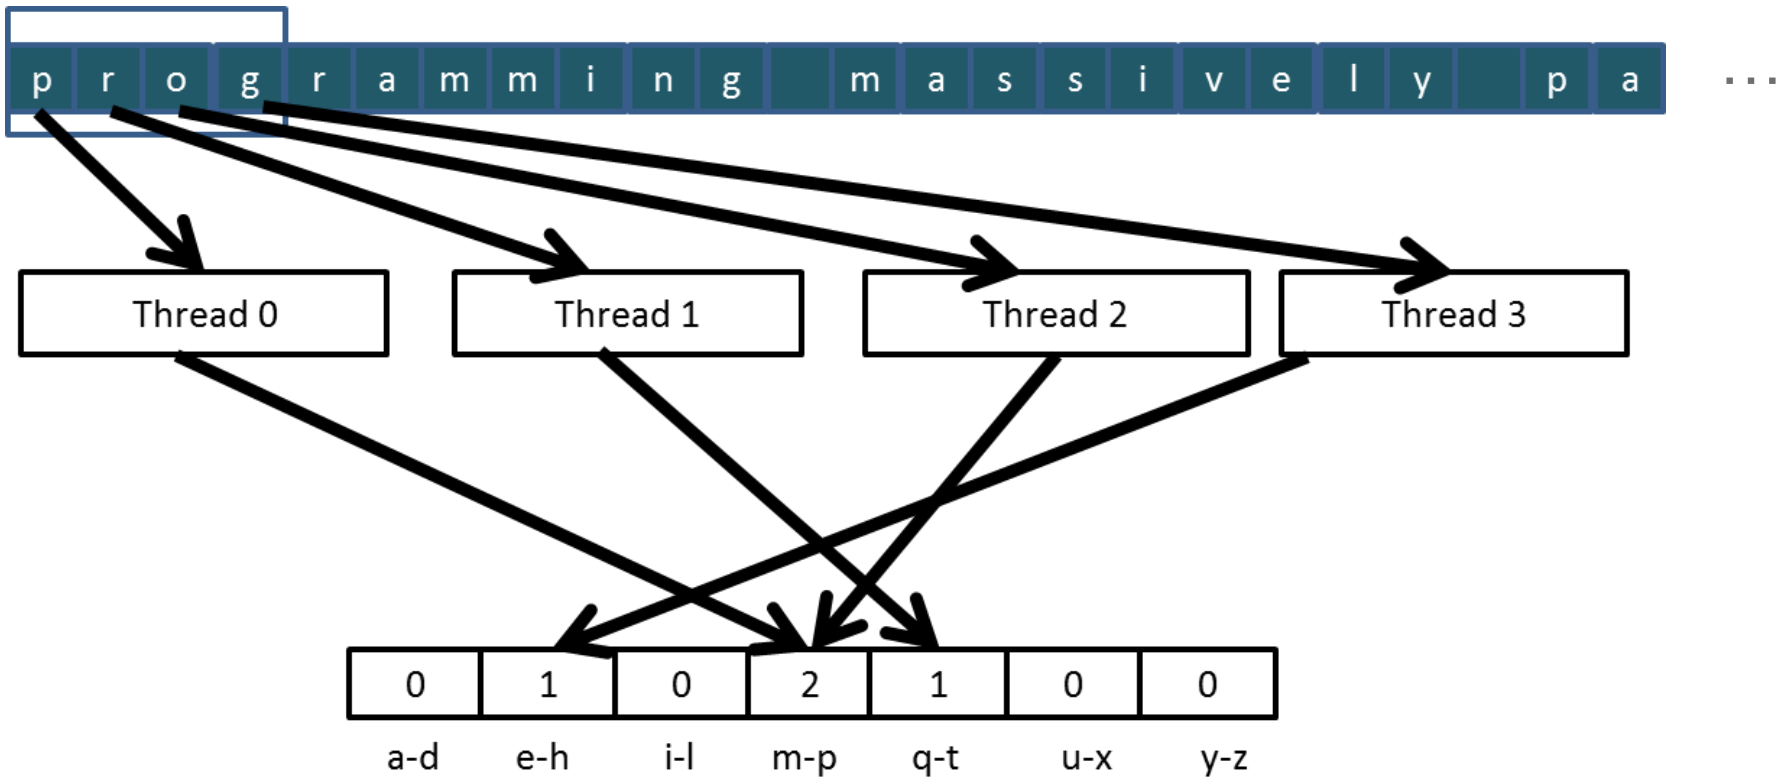 p r o g r a m m i n g m a s s i v e l y p a ...
Thread 0 Thread 1 Thread 2 Thread 3
0 1 0 2 1 0 0
a-d e-h i-l m-p q-t u-x y-z